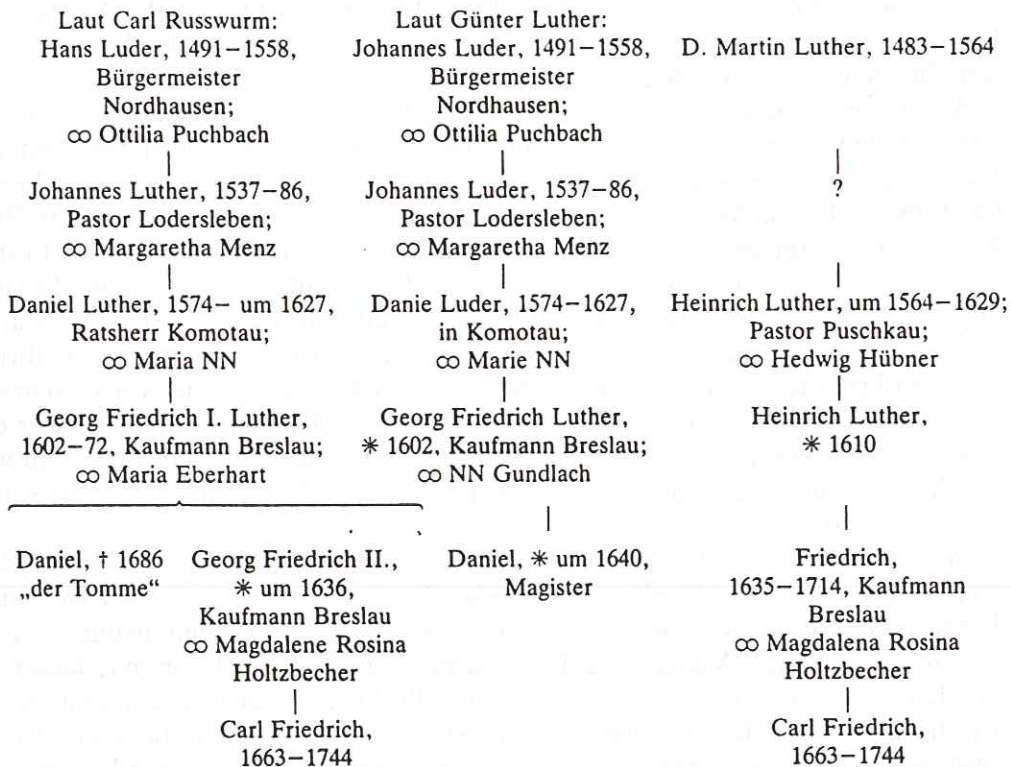 Laut Carl Russwurm:
Hans Luder, 1491–1558,
Bürgermeister
Nordhausen;
∞ Ottilia Puchbach
Johannes Luther, 1537–86,
Pastor Lodersleben;
∞ Margaretha Menz
Daniel Luther, 1574– um 1627,
Ratsherr Komotau;
∞ Maria NN
Georg Friedrich I. Luther,
1602–72, Kaufmann Breslau;
∞ Maria Eberhart
Daniel, † 1686
„der Tomme“
Georg Friedrich II.,
* um 1636,
Kaufmann Breslau
∞ Magdalene Rosina
Holtzbecher
Carl Friedrich,
1663–1744
Laut Günter Luther:
Johannes Luder, 1491–1558,
Bürgermeister
Nordhausen;
∞ Ottilia Puchbach
Johannes Luder, 1537–86,
Pastor Lodersleben;
∞ Margaretha Menz
Danie Luder, 1574–1627,
in Komotau;
∞ Marie NN
Georg Friedrich Luther,
* 1602, Kaufmann Breslau;
∞ NN Gundlach
Daniel, * um 1640,
Magister
D. Martin Luther, 1483–1564
?
Heinrich Luther, um 1564–1629;
Pastor Puschkau;
∞ Hedwig Hübner
Heinrich Luther,
* 1610
Friedrich,
1635–1714, Kaufmann
Breslau
∞ Magdalena Rosina
Holtzbecher
Carl Friedrich,
1663–1744